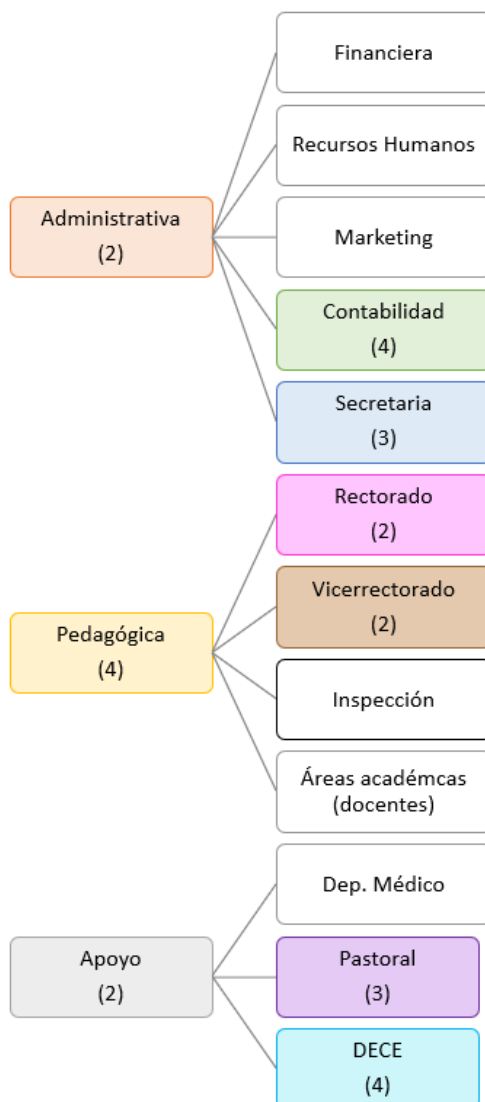 Administrativa
(2)
Financiera
Recursos Humanos
Marketing
Contabilidad
(4)
Secretaria
(3)
Pedagógica
(4)
Rectorado
(2)
Vicerrectorado
(2)
Inspección
Áreas académcas
(docentes)
Apoyo
(2)
Dep. Médico
Pastoral
(3)
DECE
(4)